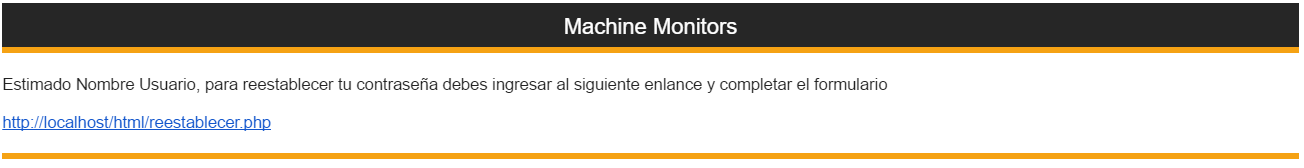 Machine Monitors
Estimado Nombre Usuario, para reestablecer tu contraseña debes ingresar al siguiente enlance y completar el formulario
http://localhost/html/reestablecer.php